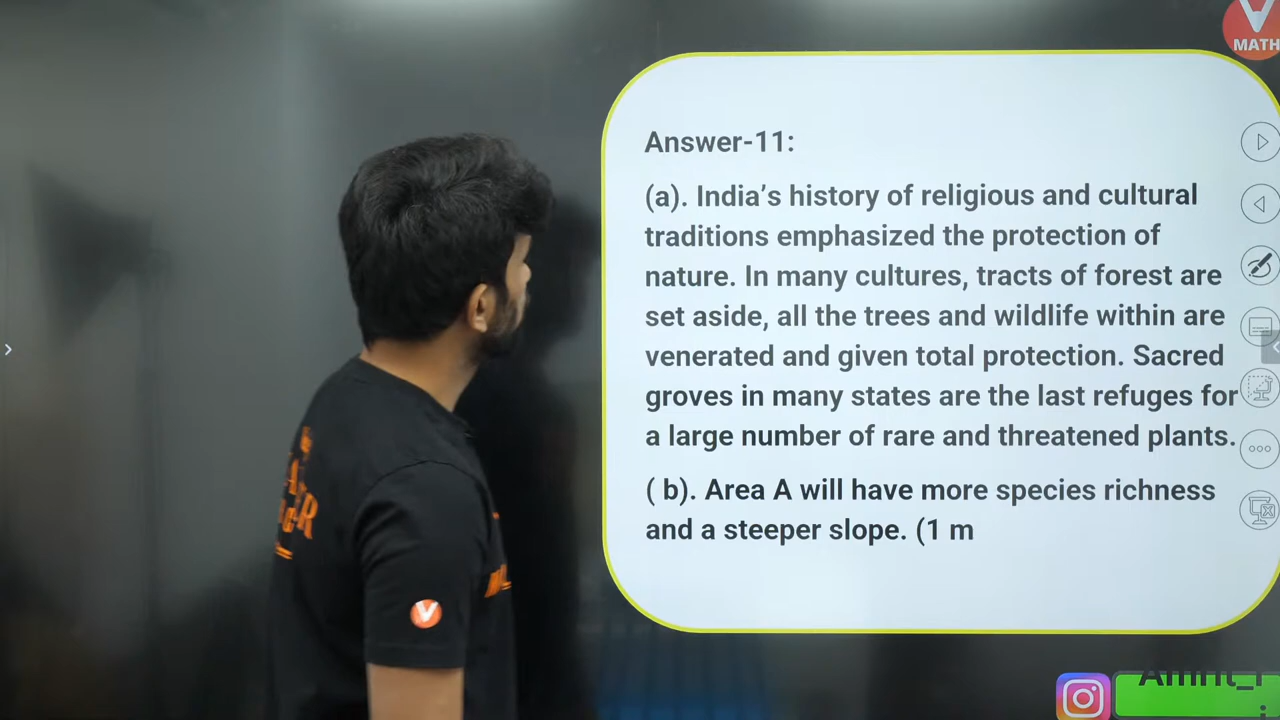 MATH
Answer-11:
(a). India’s history of religious and cultural
traditions emphasized the protection of
nature. In many cultures, tracts of forest are
set aside, all the trees and wildlife within are
venerated and given total protection. Sacred
groves in many states are the last refuges for
a large number of rare and threatened plants.
( b). Area A will have more species richness
and a steeper slope. (1 m